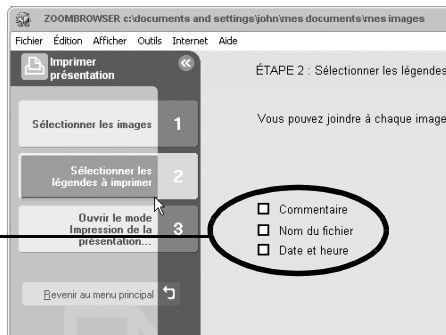 ZOOMBROWSER c:\documents and settings\john\mes documents\mes images
Fichier Édition Afficher Outils Internet Aide
Imprimer
présentation
ÉTAPE 2 : Sélectionner les légendes
Sélectionner les images 1
Vous pouvez joindre à chaque image
Sélectionner les
légendes à imprimer 2
Ouvrir le mode
Impression de la
présentation... 3
Commentaire
Nom du fichier
Date et heure
Revenir au menu principal